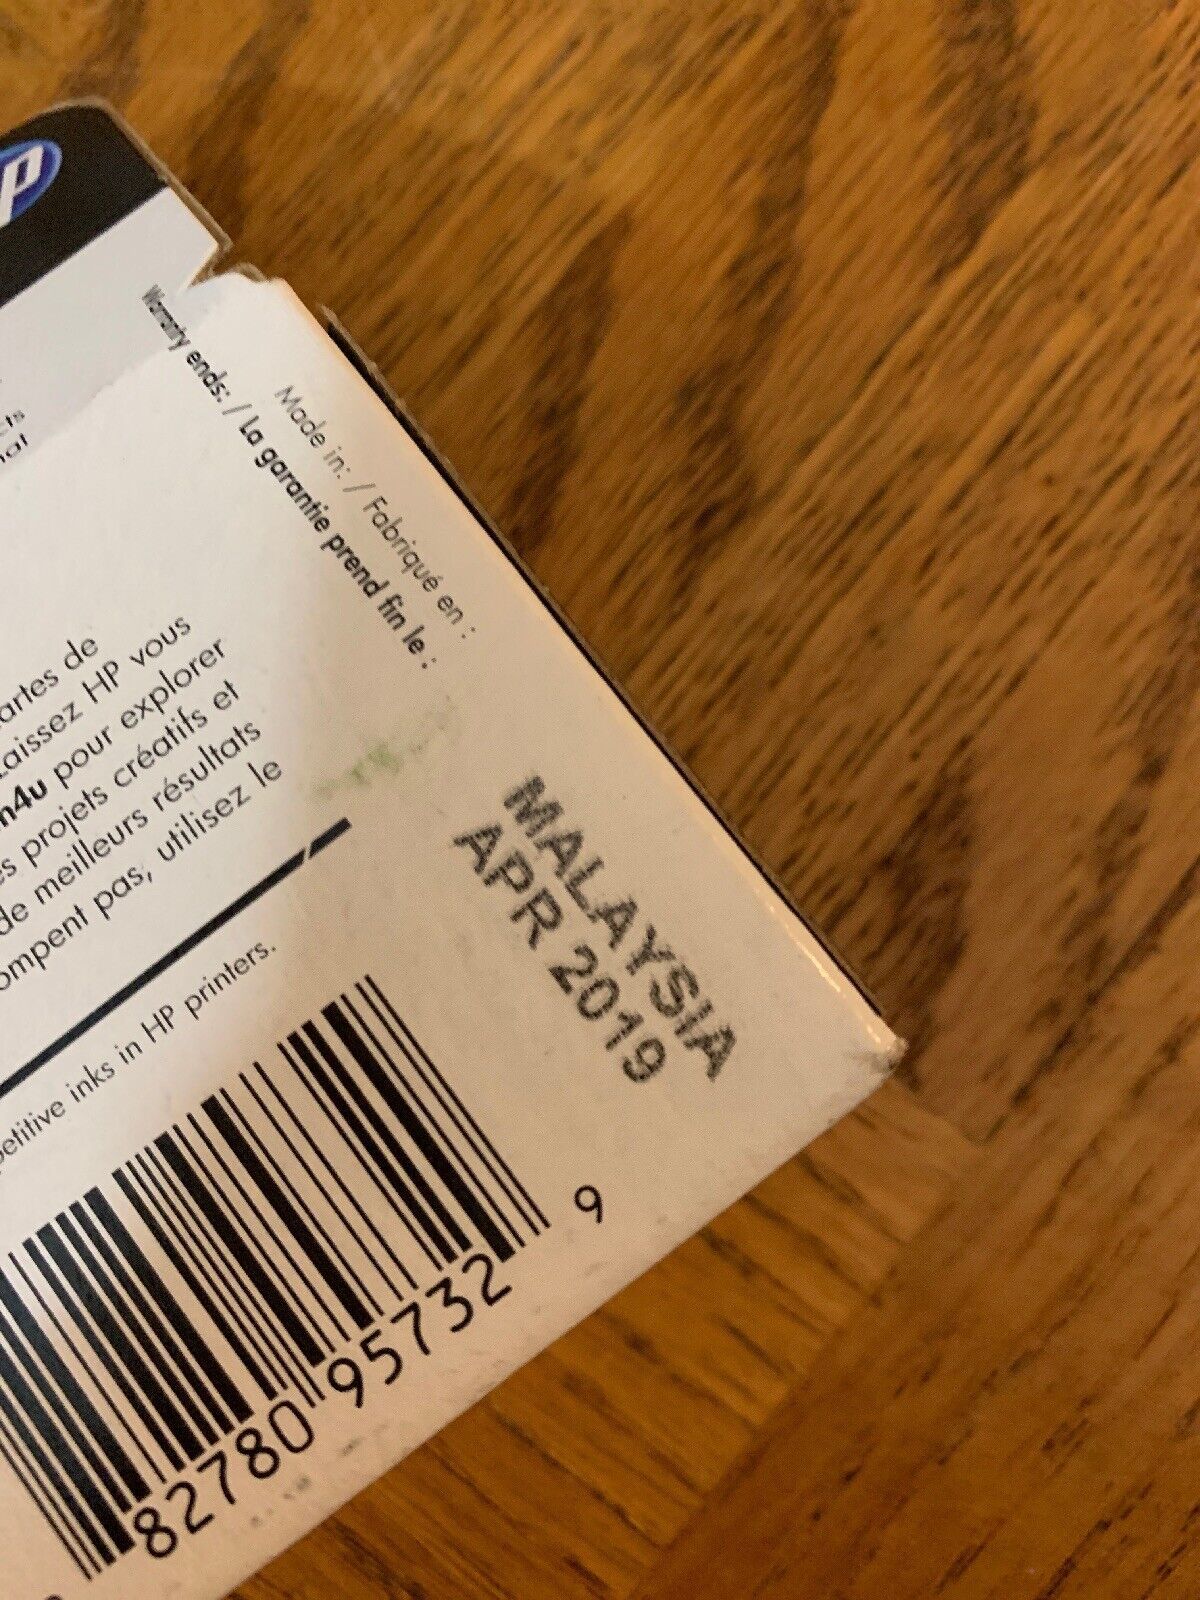 Made in: / Fabriqué en :
Warranty ends: / La garantie prend fin le :
MALAYSIA
APR 2019
artes de
Laissez HP vous
n4u pour explorer
es projets créatifs et
de meilleurs résultats
ompent pas, utilisez le
petitive inks in HP printers.
82780 95732 9